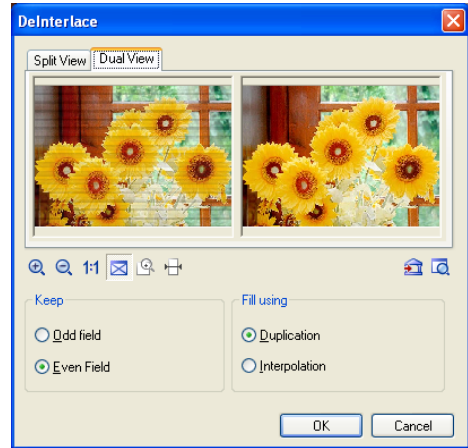 DeInterlace
Split View Dual View
1:1
Keep
Fill using
Odd field
Duplication
Even Field
Interpolation
OK Cancel